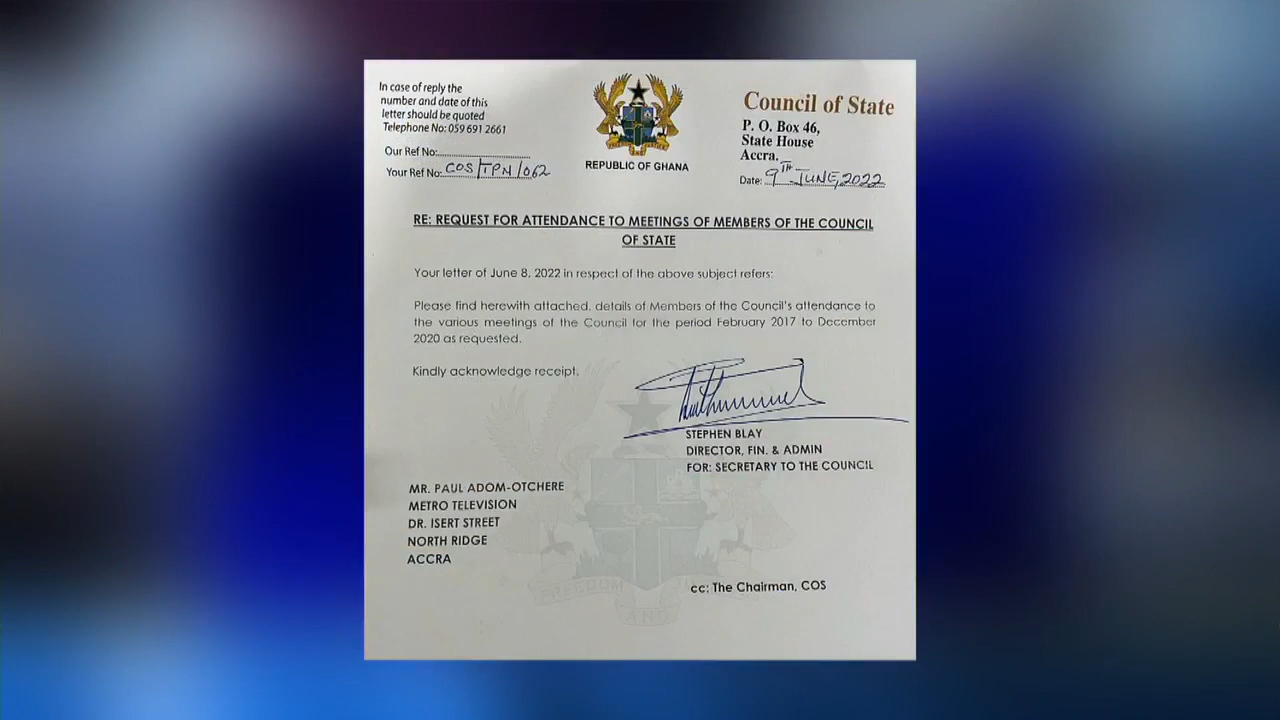 In case of reply the
number and date of this
letter should be quoted
Telephone No: 059 691 2661
Our Ref No:
Your Ref No: COS/TPN/062
REPUBLIC OF GHANA
Council of State
P. O. Box 46,
State House
Accra.
Date: 9TH JUNE, 2022
RE: REQUEST FOR ATTENDANCE TO MEETINGS OF MEMBERS OF THE COUNCIL
OF STATE
Your letter of June 8, 2022 in respect of the above subject refers:
Please find herewith attached, details of Members of the Council's attendance to
the various meetings of the Council for the period February 2017 to December
2020 as requested.
Kindly acknowledge receipt.
STEPHEN BLAY
DIRECTOR, FIN. & ADMIN
FOR: SECRETARY TO THE COUNCIL
MR. PAUL ADOM-OTCHERE
METRO TELEVISION
DR. ISERT STREET
NORTH RIDGE
ACCRA
FREEDOM
AND
cc: The Chairman, COS